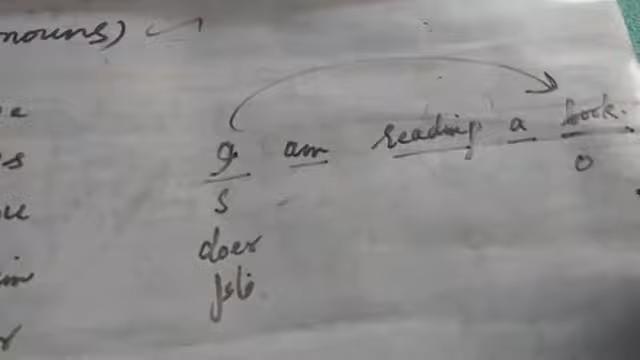 nouns)
I am reading a book.
S O
doer
فاعل